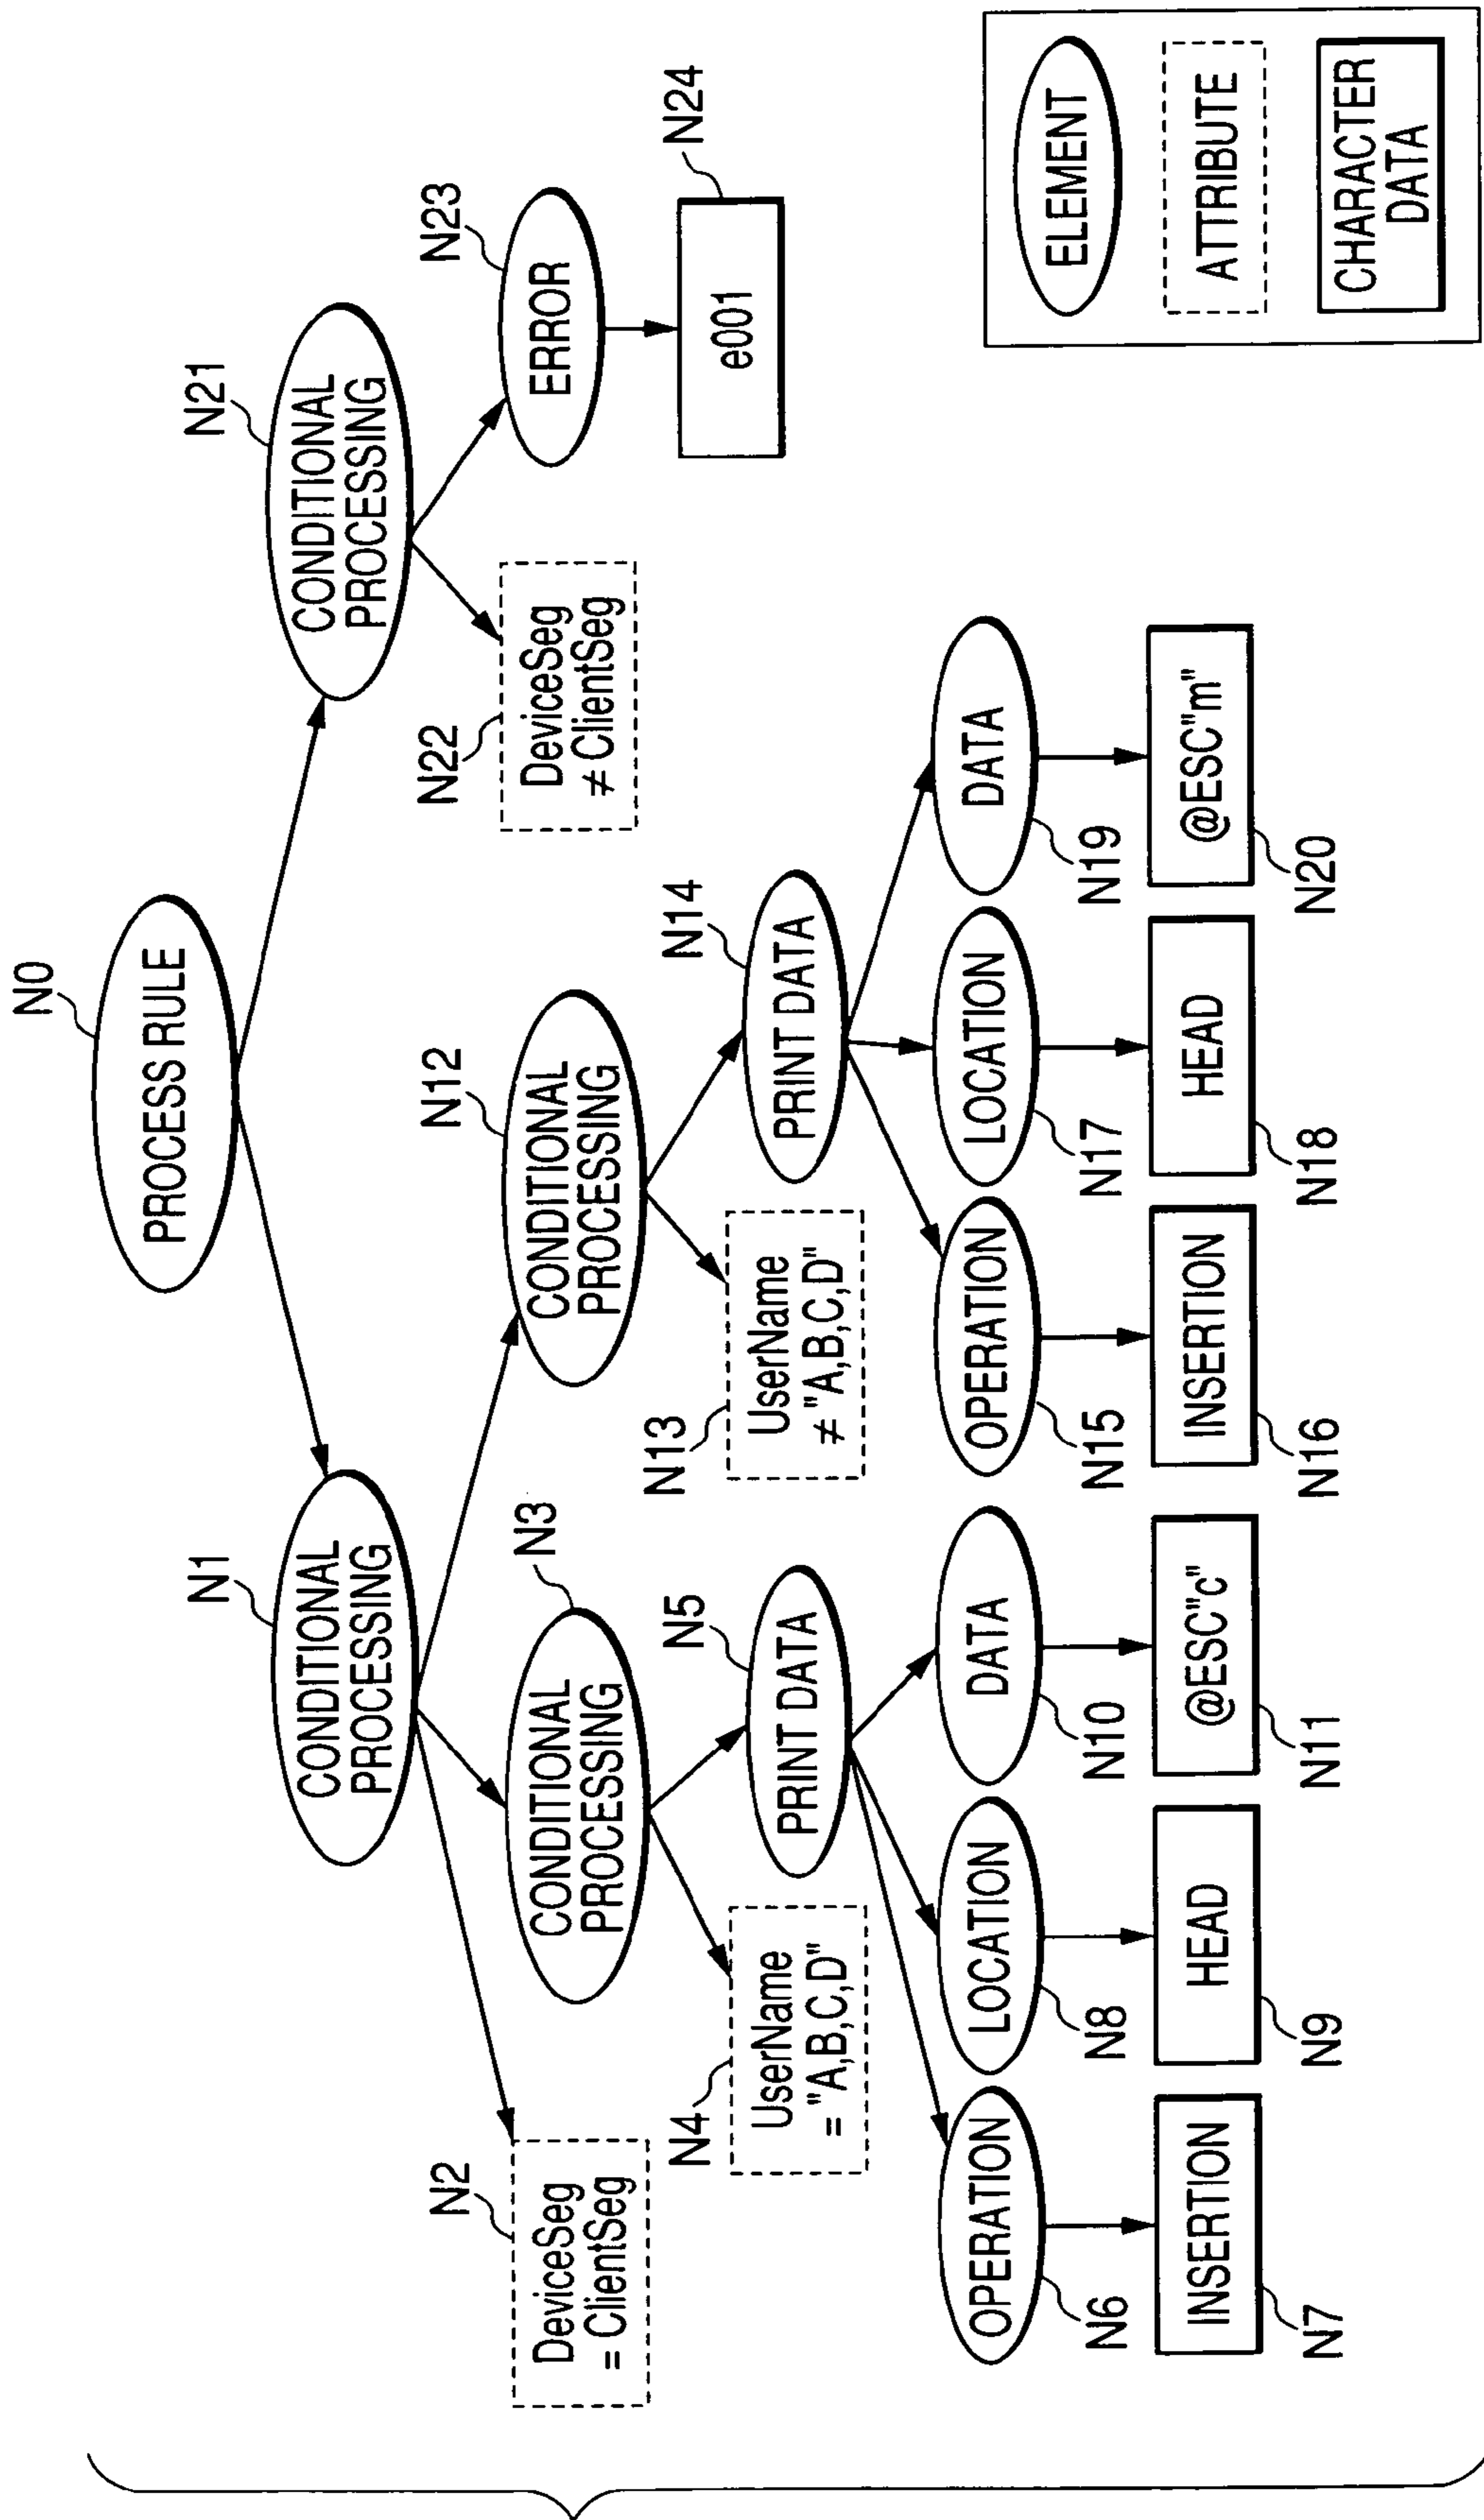 N0
PROCESS RULE
N1
CONDITIONAL
PROCESSING
N21
CONDITIONAL
PROCESSING
N2
DeviceSeg
= ClientSeg
N3
CONDITIONAL
PROCESSING
N12
CONDITIONAL
PROCESSING
N22
DeviceSeg
≠ ClientSeg
N23
ERROR
N4
UserName
= "A,B,C,D"
N5
PRINT DATA
N13
UserName
≠ "A,B,C,D"
N14
PRINT DATA
N24
e001
OPERATION
N6
LOCATION
N8
DATA
N10
OPERATION
N15
LOCATION
N17
DATA
N19
INSERTION
N7
HEAD
N9
@ESC"c"
N11
INSERTION
N16
HEAD
N18
@ESC"m"
N20
ELEMENT
ATTRIBUTE
CHARACTER
DATA